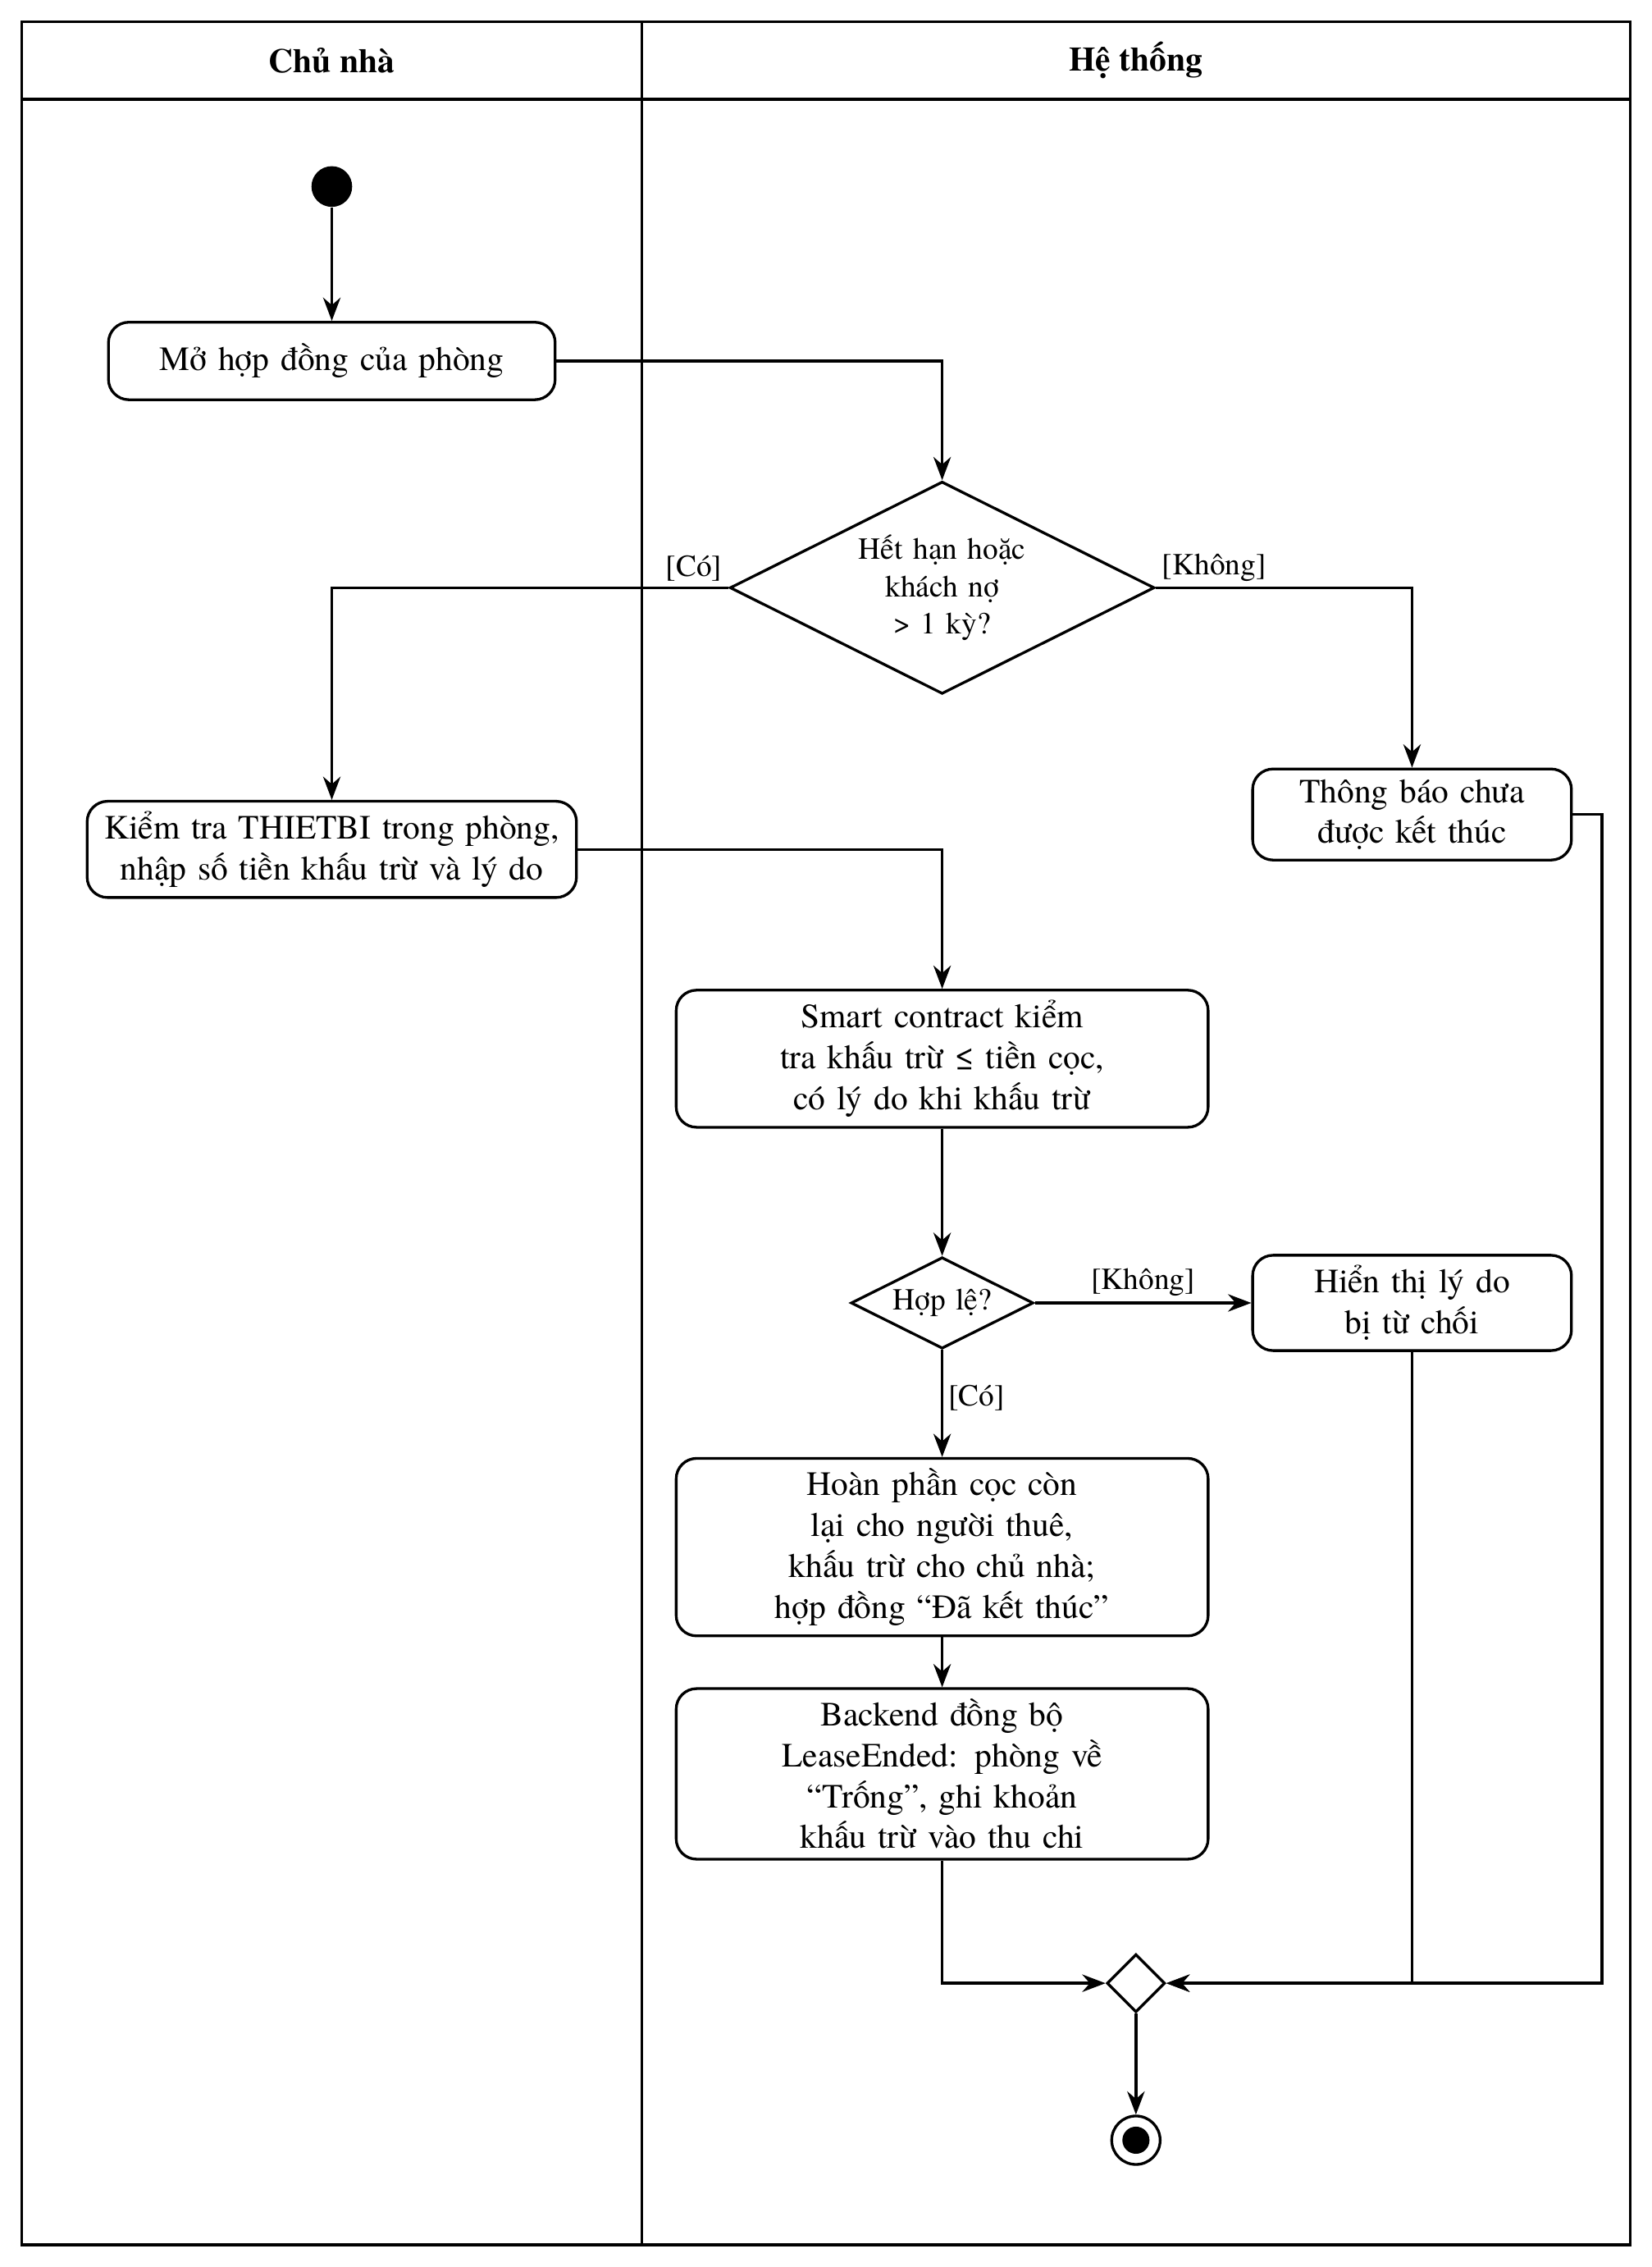 Chủ nhà
Hệ thống
Mở hợp đồng của phòng
Hết hạn hoặc
khách nợ
> 1 kỳ?
[Có]
[Không]
Kiểm tra THIETBI trong phòng,
nhập số tiền khấu trừ và lý do
Thông báo chưa
được kết thúc
Smart contract kiểm
tra khấu trừ ≤ tiền cọc,
có lý do khi khấu trừ
Hợp lệ?
[Không]
Hiển thị lý do
bị từ chối
[Có]
Hoàn phần cọc còn
lại cho người thuê,
khấu trừ cho chủ nhà;
hợp đồng “Đã kết thúc”
Backend đồng bộ
LeaseEnded: phòng về
“Trống”, ghi khoản
khấu trừ vào thu chi